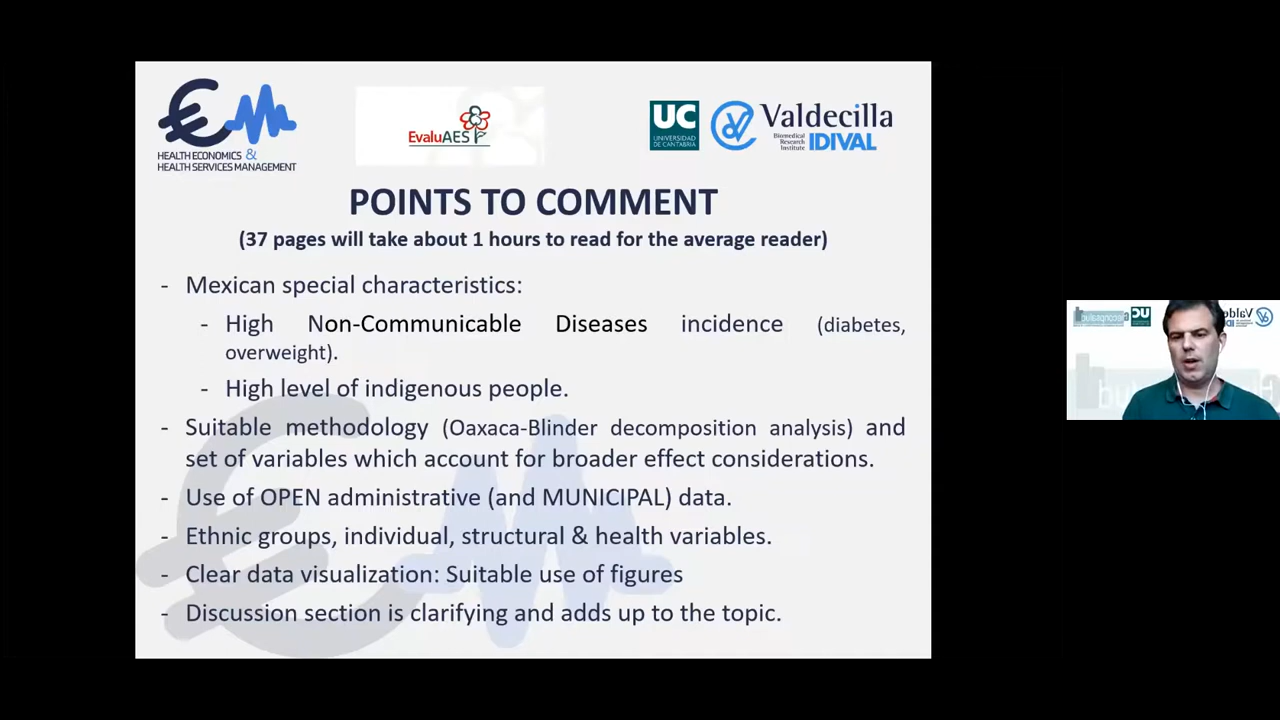 HEALTH ECONOMICS &
HEALTH SERVICES MANAGEMENT
EvaluAES
UC
UNIVERSIDAD
DE CANTABRIA
Valdecilla
Biomedical
Research
Institute
IDIVAL
POINTS TO COMMENT
(37 pages will take about 1 hours to read for the average reader)
- Mexican special characteristics:
- High Non-Communicable Diseases incidence (diabetes,
overweight).
- High level of indigenous people.
- Suitable methodology (Oaxaca-Blinder decomposition analysis) and
set of variables which account for broader effect considerations.
- Use of OPEN administrative (and MUNICIPAL) data.
- Ethnic groups, individual, structural & health variables.
- Clear data visualization: Suitable use of figures
- Discussion section is clarifying and adds up to the topic.
UC